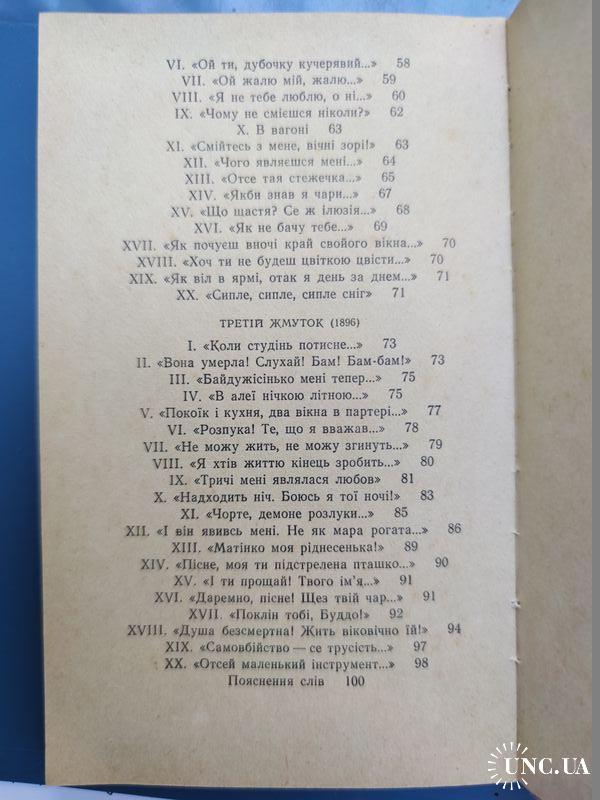 VI. «Ой ти, дубочку кучерявий...» 58
VII. «Ой жалю мій, жалю...» 59
VIII. «Я не тебе люблю, о ні...» 60
IX. «Чому не смієшся ніколи?» 62
X. В вагоні 63
XI. «Смійтесь з мене, вічні зорі!» 63
XII. «Чого являєшся мені...» 64
XIII. «Отсе тая стежечка...» 65
XIV. «Якби знав я чари...» 67
XV. «Що щастя? Се ж ілюзія...» 68
XVI. «Як не бачу тебе...» 69
XVII. «Як почуєш вночі край свойого вікна...» 70
XVIII. «Хоч ти не будеш цвіткою цвісти...» 70
XIX. «Як віл в ярмі, отак я день за днем...» 71
XX. «Сипле, сипле, сипле сніг» 71
ТРЕТІЙ ЖМУТОК (1896)
I. «Коли студінь потисне...» 73
II. «Вона умерла! Слухай! Бам! Бам-бам!» 73
III. «Байдужісінько мені тепер...» 75
IV. «В алеї нічкою літною...» 75
V. «Покоїк і кухня, два вікна в партері...» 77
VI. «Розпука! Те, що я вважав...» 78
VII. «Не можу жить, не можу згинуть...» 79
VIII. «Я хтів життю кінець зробить...» 80
IX. «Тричі мені являлася любов» 81
X. «Надходить ніч. Боюсь я тої ночі!» 83
XI. «Чорте, демоне розлуки...» 85
XII. «І він явивсь мені. Не як мара рогата...» 86
XIII. «Матінко моя ріднесенька!» 89
XIV. «Пісне, моя ти підстрелена пташко...» 90
XV. «І ти прощай! Твого ім'я...» 91
XVI. «Даремно, пісне! Щез твій чар...» 91
XVII. «Поклін тобі, Буддо!» 92
XVIII. «Душа безсмертна! Жить віковічно їй!» 94
XIX. «Самовбійство — се трусість...» 97
XX. «Отсей маленький інструмент...» 98
Пояснення слів 100
UNC.UA